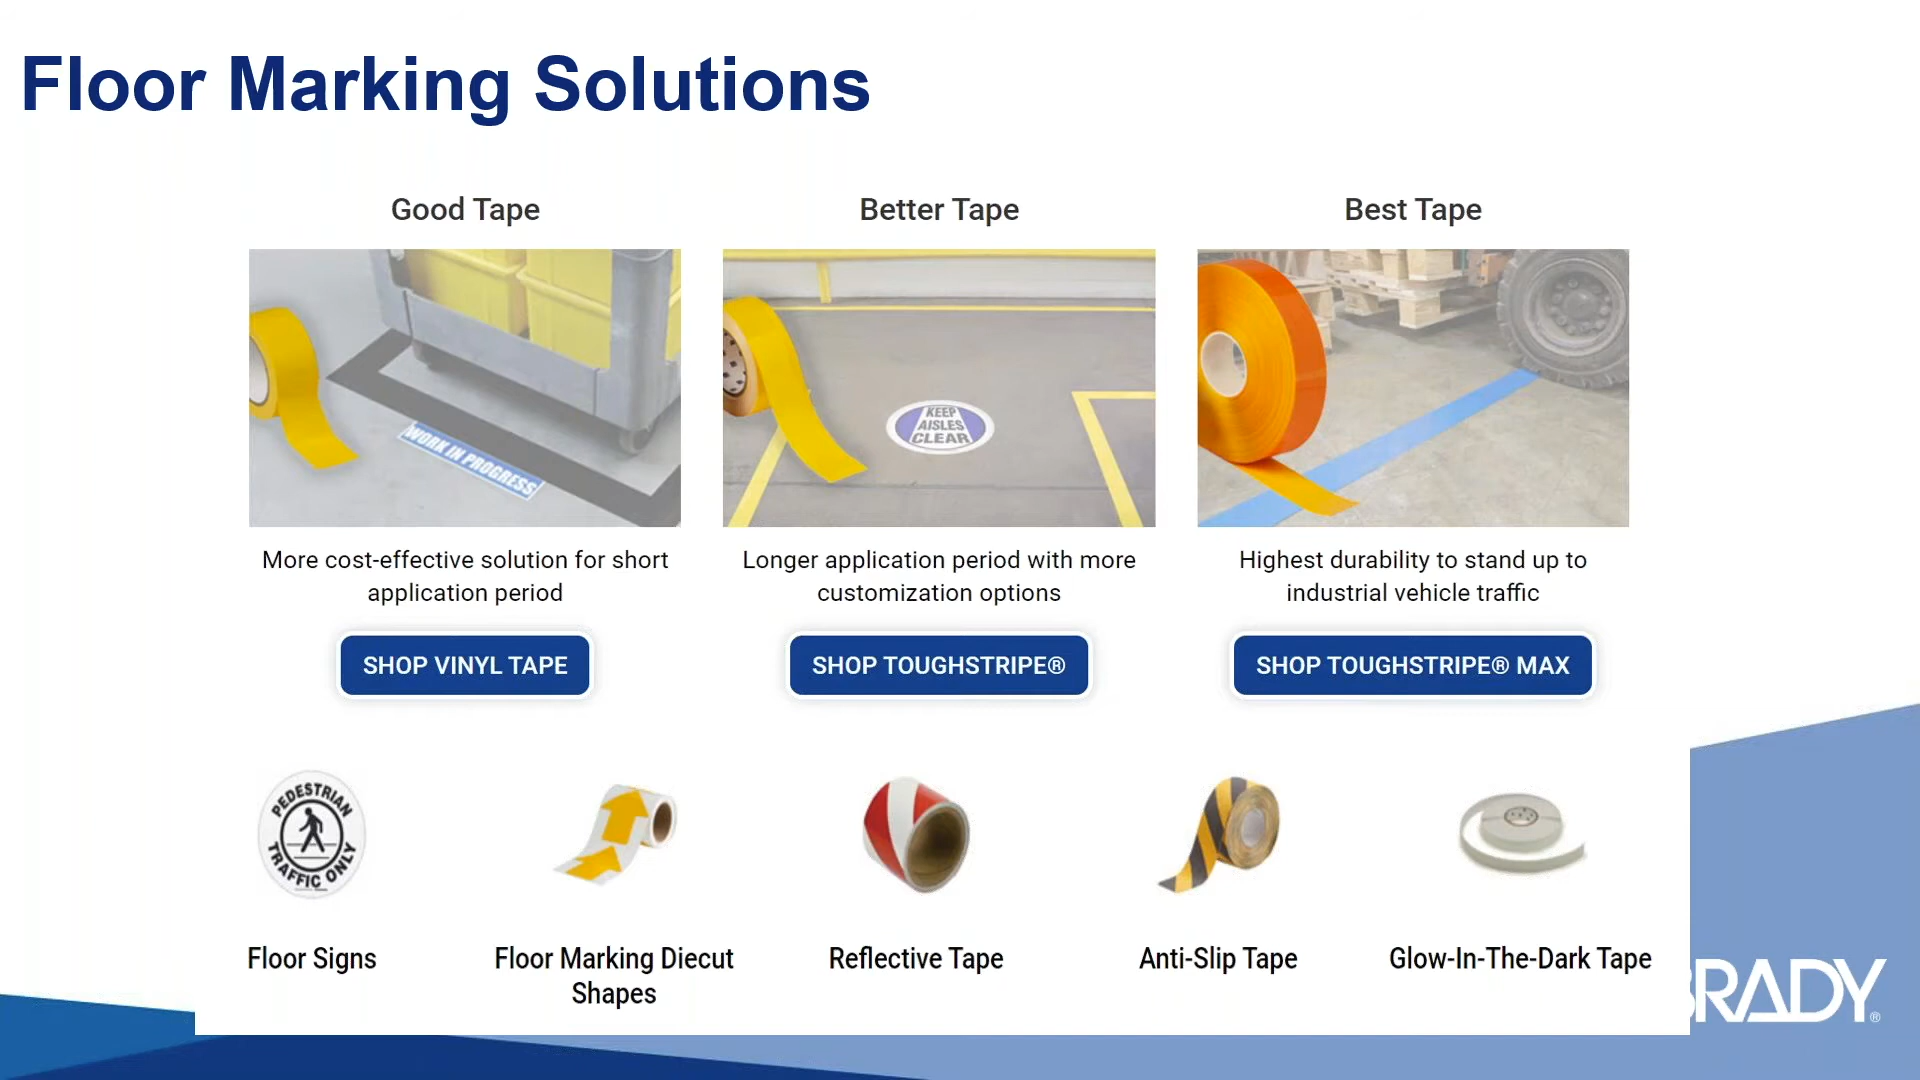 Floor Marking Solutions
Good Tape
Better Tape
Best Tape
WORK IN PROGRESS
KEEP
AISLES
CLEAR
More cost-effective solution for short
application period
Longer application period with more
customization options
Highest durability to stand up to
industrial vehicle traffic
SHOP VINYL TAPE
SHOP TOUGHSTRIPE®
SHOP TOUGHSTRIPE® MAX
PEDESTRIAN
TRAFFIC ONLY
Floor Signs
Floor Marking Diecut
Shapes
Reflective Tape
Anti-Slip Tape
Glow-In-The-Dark Tape
BRADY®